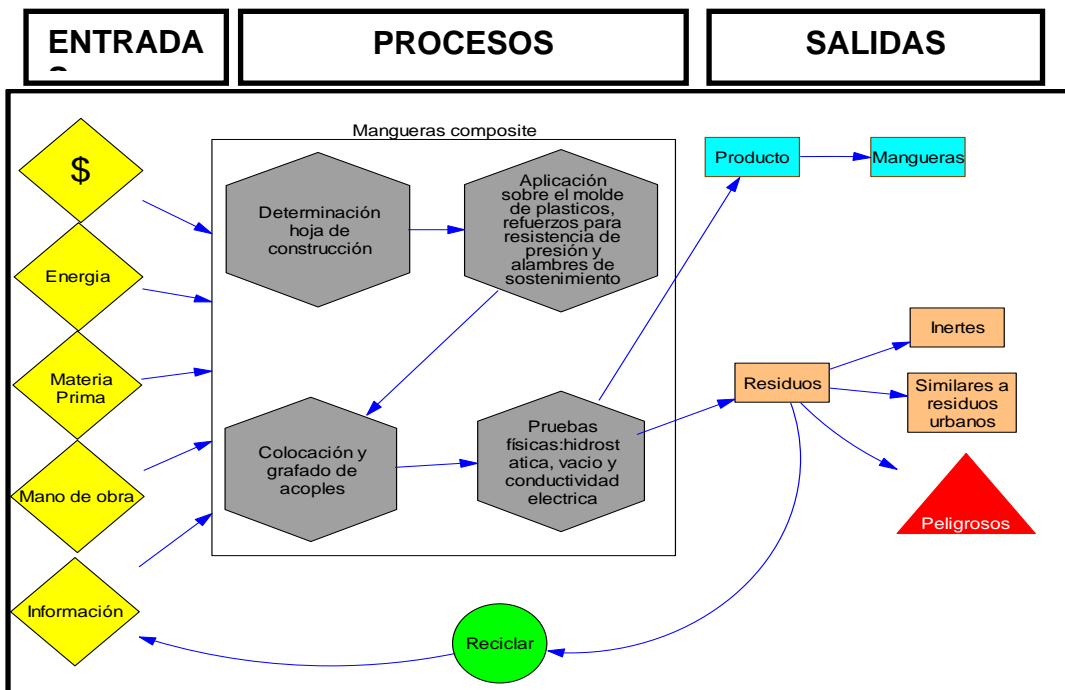 ENTRADA
PROCESOS
SALIDAS
Mangueras composite
$
Energia
Materia
Prima
Mano de obra
Información
Determinación
hoja de
construcción
Aplicación
sobre el molde
de plasticos,
refuerzos para
resistencia de
presión y
alambres de
sostenimiento
Colocación y
grafado de
acoples
Pruebas
físicas:hidrost
atica, vacio y
conductividad
electrica
Producto
Mangueras
Residuos
Inertes
Similares a
residuos
urbanos
Peligrosos
Reciclar